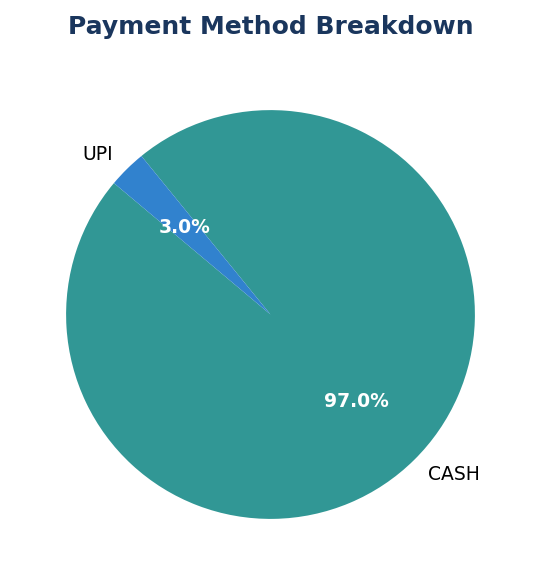 Payment Method Breakdown
UPI
3.0%
97.0%
CASH